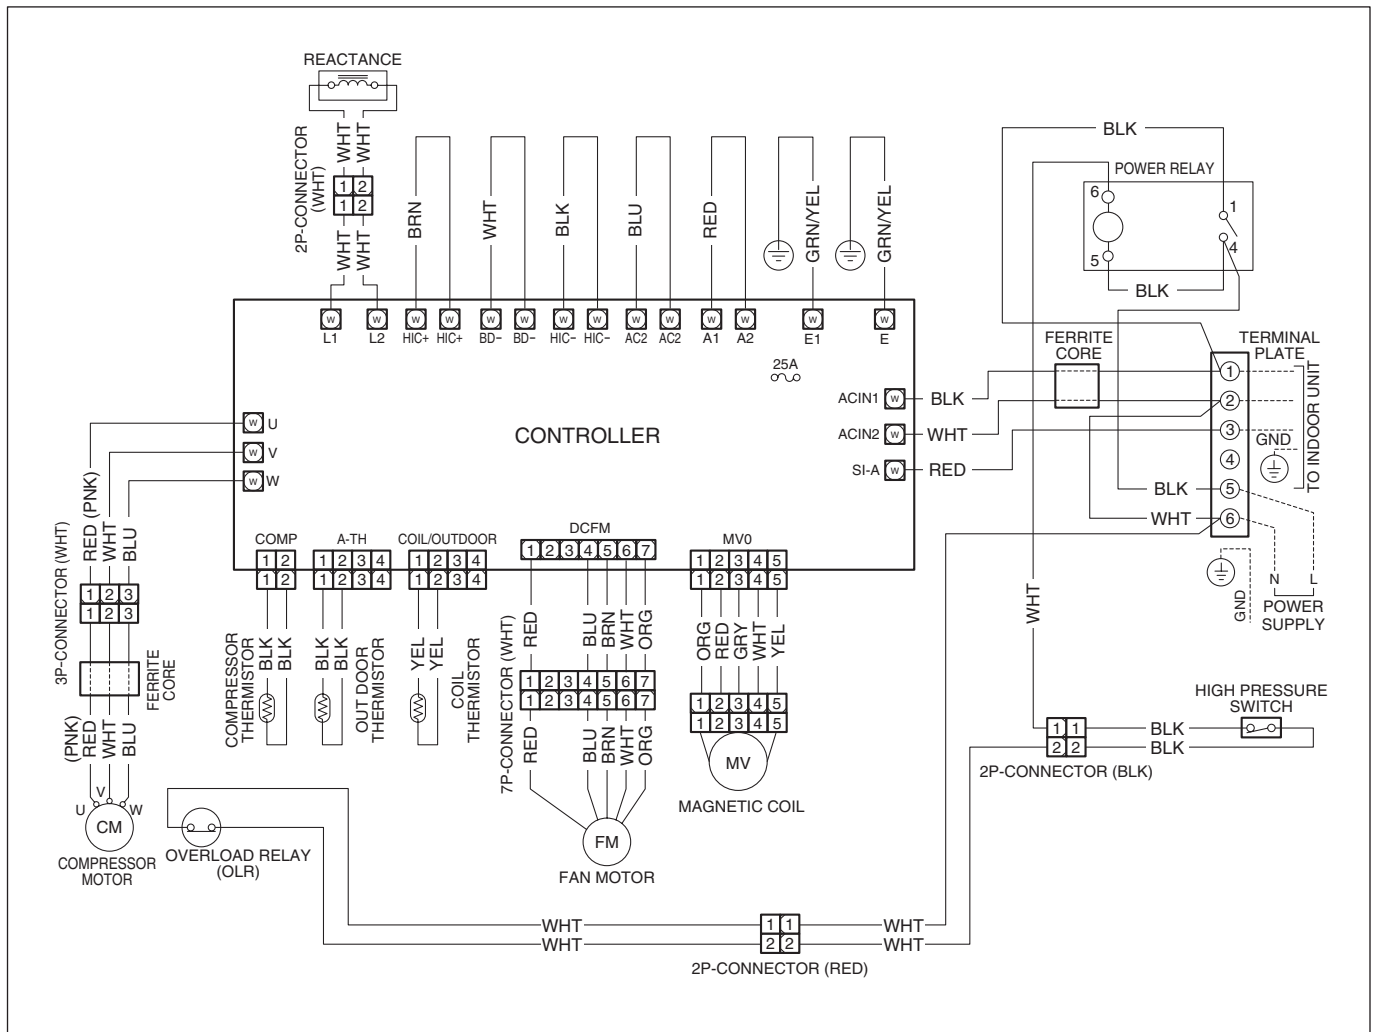 REACTANCE
2P-CONNECTOR
(WHT)
WHT
WHT
1 2
1 2
WHT
WHT
BRN
WHT
BLK
BLU
RED
GRN/YEL
GRN/YEL
BLK
POWER RELAY
6
1
5
4
BLK
W W W W W W W W W W W W W W
L1 L2 HIC+ HIC+ BD- BD- HIC- HIC- AC2 AC2 A1 A2 E1 E
25A
CONTROLLER
ACIN1 W BLK
ACIN2 W WHT
SI-A W RED
FERRITE
CORE
TERMINAL
PLATE
1
2
3
4
5
6
BLK
WHT
GND
TO INDOOR UNIT
GND
N
L
POWER
SUPPLY
W U
W V
W W
RED (PNK)
WHT
BLU
3P-CONNECTOR (WHT)
1 2 3
1 2 3
FERRITE
CORE
(PNK)
RED
WHT
BLU
U
V
W
CM
COMPRESSOR
MOTOR
COMP
1 2
1 2
BLK
BLK
COMPRESSOR
THERMISTOR
A-TH
1 2 3 4
1 2 3 4
BLK
BLK
OUT DOOR
THERMISTOR
COIL/OUTDOOR
1 2 3 4
1 2 3 4
YEL
YEL
COIL
THERMISTOR
DCFM
1 2 3 4 5 6 7
RED
BLU
BRN
WHT
ORG
7P-CONNECTOR (WHT)
1 2 3 4 5 6 7
1 2 3 4 5 6 7
RED
BLU
BRN
WHT
ORG
FM
FAN MOTOR
MV0
1 2 3 4 5
1 2 3 4 5
ORG
RED
GRY
WHT
YEL
1 2 3 4 5
1 2 3 4 5
MV
MAGNETIC COIL
WHT
HIGH PRESSURE
SWITCH
1 1
2 2
BLK
BLK
2P-CONNECTOR (BLK)
OVERLOAD RELAY
(OLR)
WHT
WHT
1 1
2 2
WHT
WHT
2P-CONNECTOR (RED)